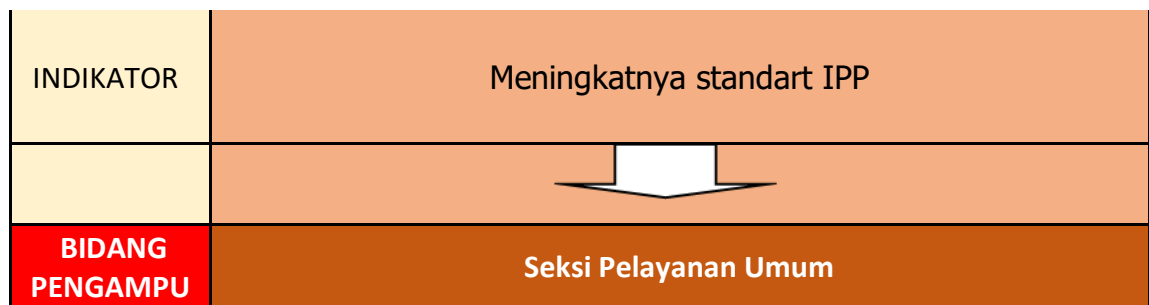 INDIKATOR
Meningkatnya standart IPP
BIDANG
PENGAMPU
Seksi Pelayanan Umum